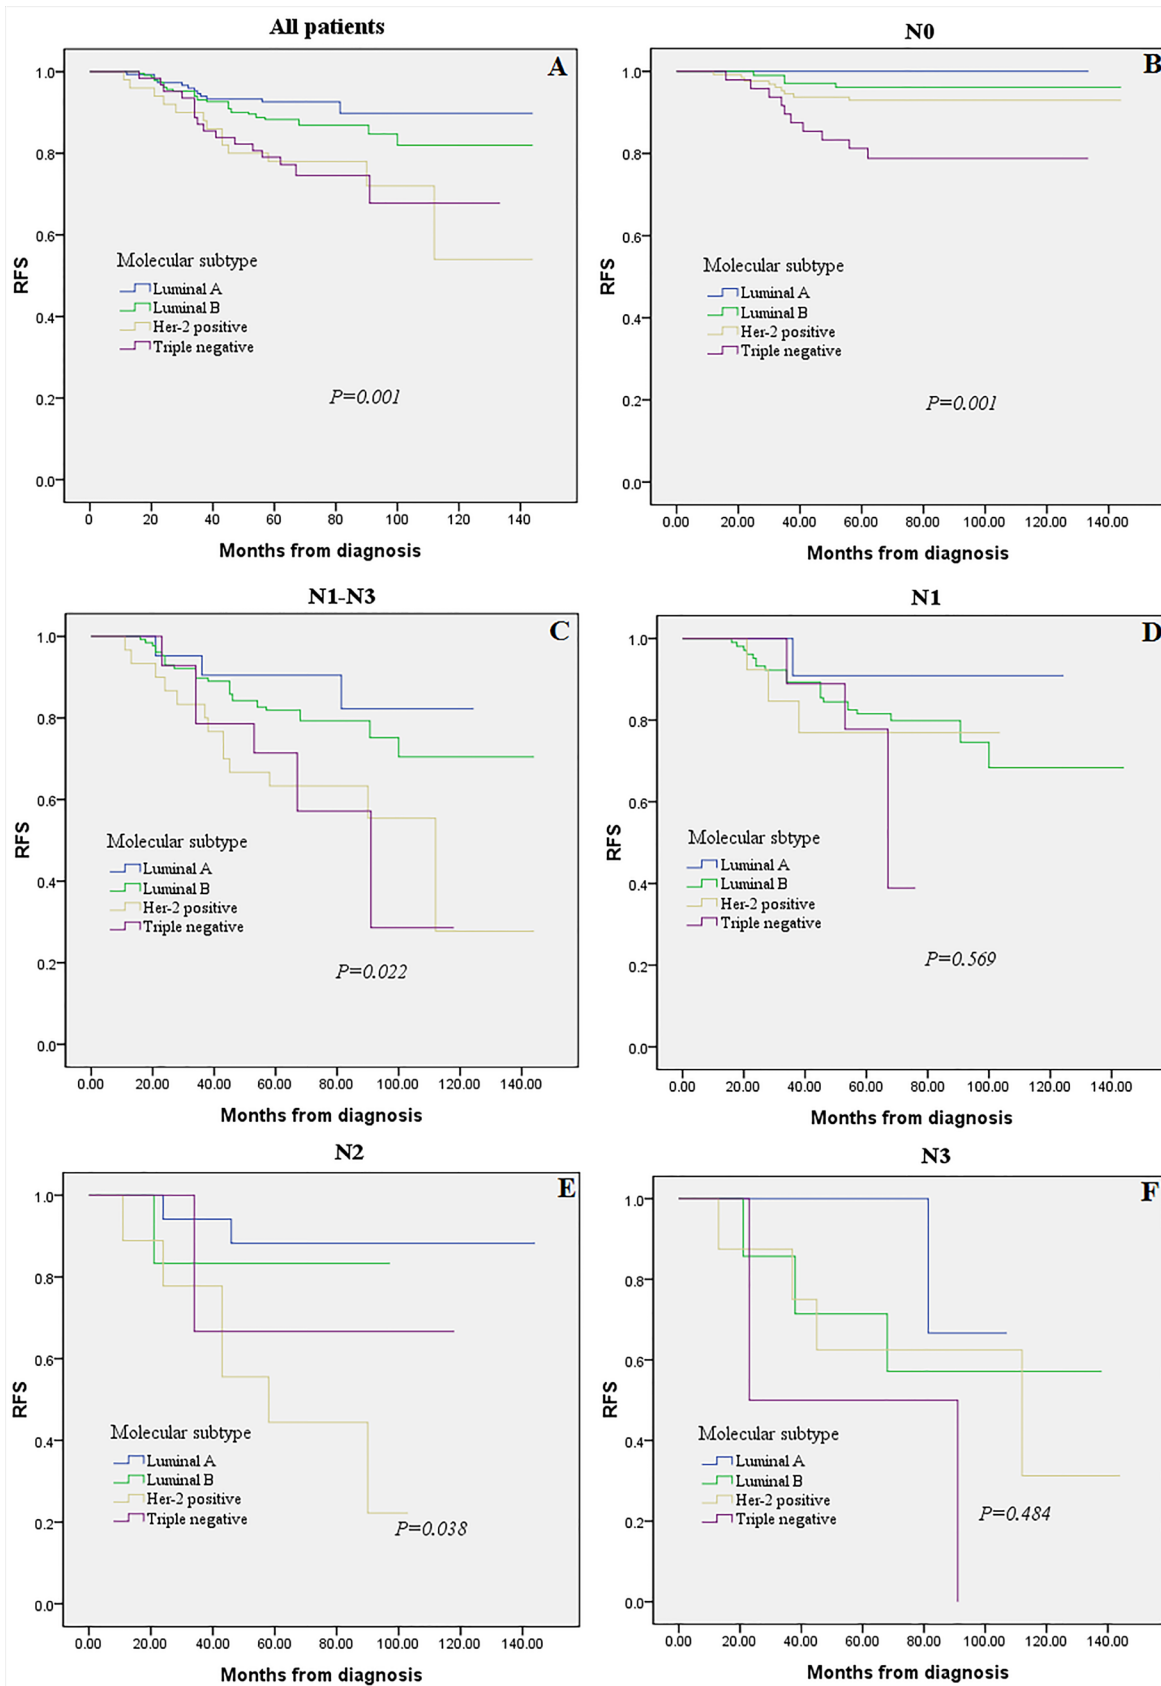 All patients
A
1.0
0.8
0.6
0.4
0.2
0.0
RFS
Molecular subtype
Luminal A
Luminal B
Her-2 positive
Triple negative
P=0.001
0 20 40 60 80 100 120 140
Months from diagnosis
N0
B
1.0
0.8
0.6
0.4
0.2
0.0
RFS
Molecular subtype
Luminal A
Luminal B
Her-2 positive
Triple negative
P=0.001
0.00 20.00 40.00 60.00 80.00 100.00 120.00 140.00
Months from diagnosis
N1-N3
C
1.0
0.8
0.6
0.4
0.2
0.0
RFS
Molecular subtype
Luminal A
Luminal B
Her-2 positive
Triple negative
P=0.022
0.00 20.00 40.00 60.00 80.00 100.00 120.00 140.00
Months from diagnosis
N1
D
1.0
0.8
0.6
0.4
0.2
0.0
RFS
Molecular sbtype
Luminal A
Luminal B
Her-2 positive
Triple negative
P=0.569
0.00 20.00 40.00 60.00 80.00 100.00 120.00 140.00
Months from diagnosis
N2
E
1.0
0.8
0.6
0.4
0.2
0.0
RFS
Molecular subtype
Luminal A
Luminal B
Her-2 positive
Triple negative
P=0.038
0.00 20.00 40.00 60.00 80.00 100.00 120.00 140.00
Months from diagnosis
N3
F
1.0
0.8
0.6
0.4
0.2
0.0
RFS
Molecular subtype
Luminal A
Luminal B
Her-2 positive
Triple negative
P=0.484
0.00 20.00 40.00 60.00 80.00 100.00 120.00 140.00
Months from diagnosis